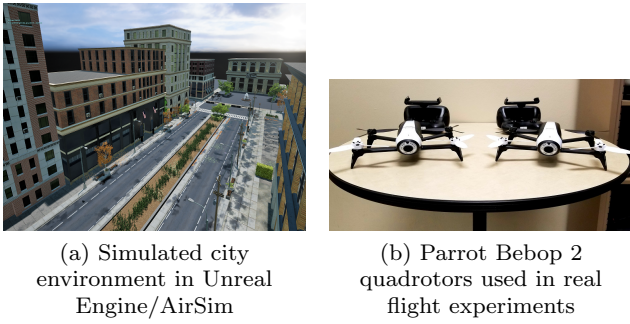 (a) Simulated city
environment in Unreal
Engine/AirSim
(b) Parrot Bebop 2
quadrotors used in real
flight experiments